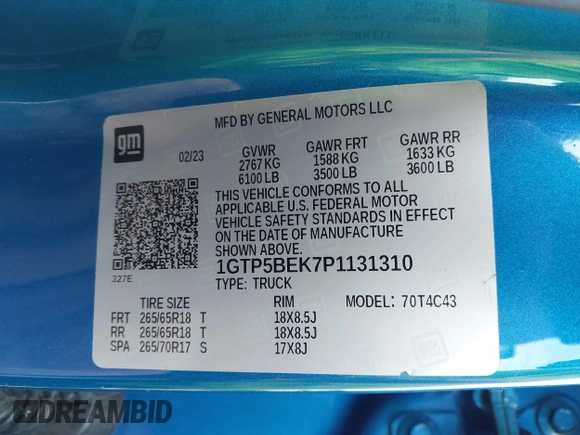 MFD BY GENERAL MOTORS LLC
gm
02/23
GVWR GAWR FRT GAWR RR
2767 KG 1588 KG 1633 KG
6100 LB 3500 LB 3600 LB
THIS VEHICLE CONFORMS TO ALL
APPLICABLE U.S. FEDERAL MOTOR
VEHICLE SAFETY STANDARDS IN EFFECT
ON THE DATE OF MANUFACTURE
SHOWN ABOVE.
327E
1GTP5BEK7P1131310
TYPE: TRUCK
TIRE SIZE RIM MODEL: 70T4C43
FRT 265/65R18 T 18X8.5J
RR 265/65R18 T 18X8.5J
SPA 265/70R17 S 17X8J
DREAMBID